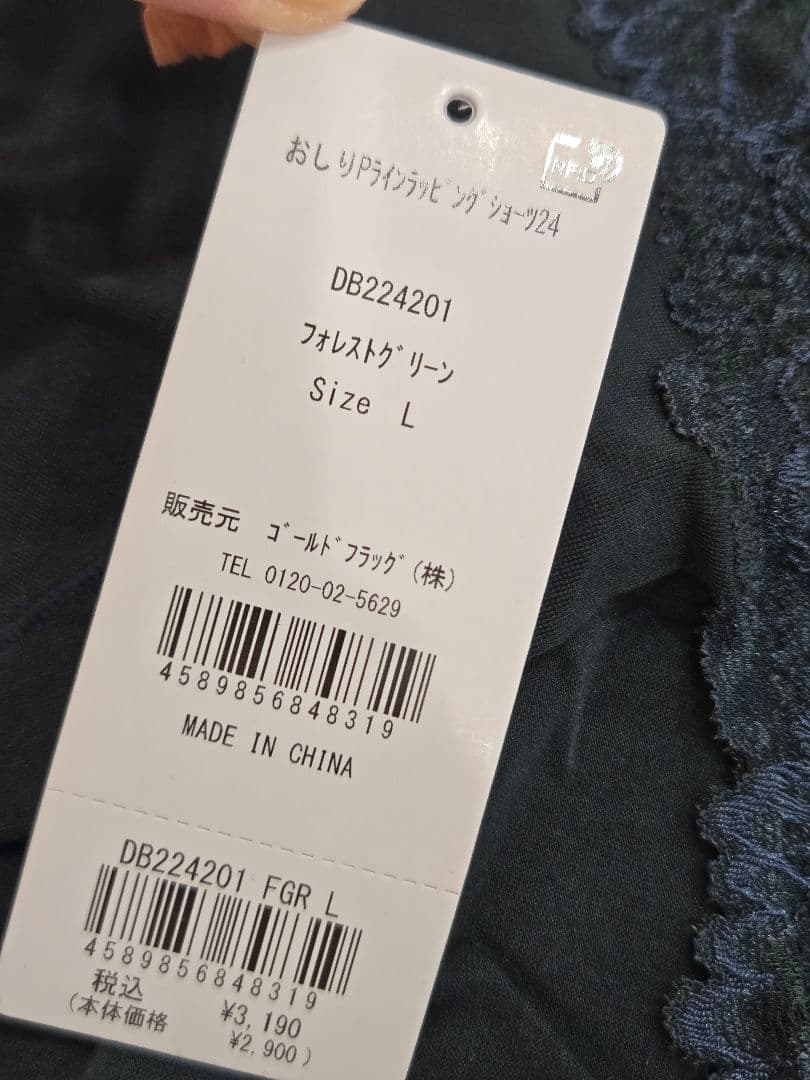 おしりPラインラッピングショーツ24
DB224201
フォレストグリーン
Size L
販売元 ゴールドフラッグ(株)
TEL 0120-02-5629
4589856848319
MADE IN CHINA
DB224201 FGR L
4589856848319
税込 ¥3,190
(本体価格 ¥2,900)